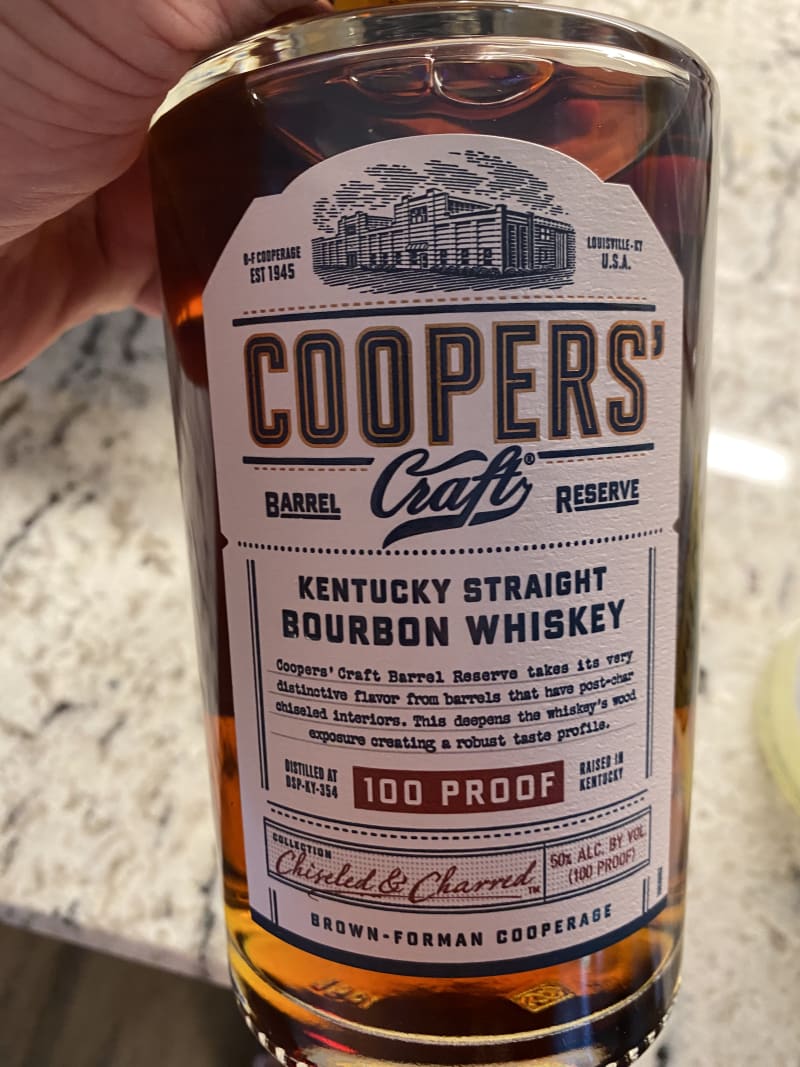 B-F COOPERAGE
EST 1945
LOUISVILLE-KY
U.S.A.
COOPERS'
Craft®
BARREL RESERVE
KENTUCKY STRAIGHT
BOURBON WHISKEY
Coopers' Craft Barrel Reserve takes its very
distinctive flavor from barrels that have post-char
chiseled interiors. This deepens the whiskey's wood
exposure creating a robust taste profile.
DISTILLED AT
DSP-KY-354
100 PROOF
RAISED IN
KENTUCKY
COLLECTION
Chiseled & Charred™
50% ALC. BY VOL.
(100 PROOF)
BROWN-FORMAN COOPERAGE